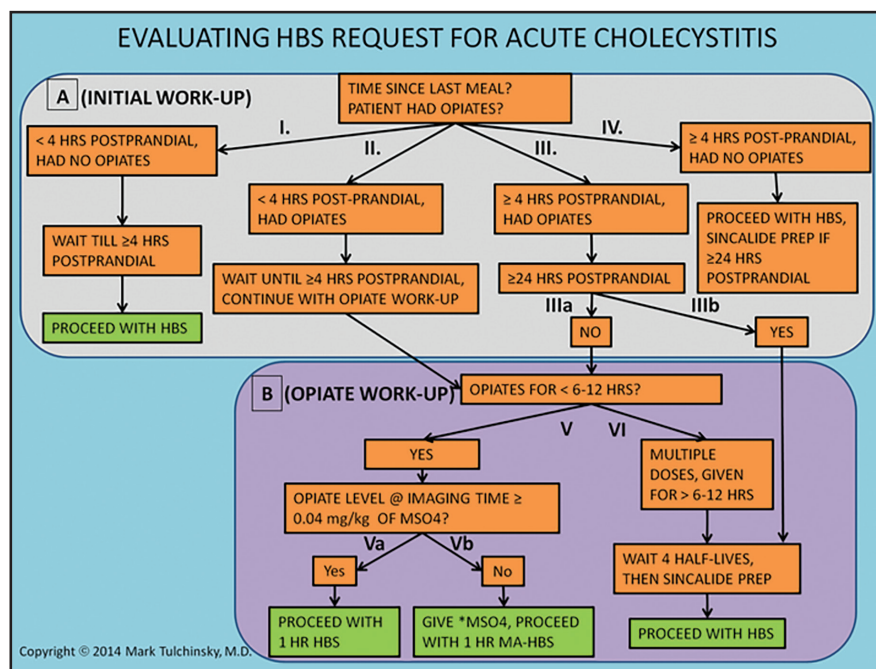 EVALUATING HBS REQUEST FOR ACUTE CHOLECYSTITIS
A (INITIAL WORK-UP)
TIME SINCE LAST MEAL?
PATIENT HAD OPIATES?
I.
II.
III.
IV.
< 4 HRS POSTPRANDIAL,
HAD NO OPIATES
WAIT TILL ≥4 HRS
POSTPRANDIAL
PROCEED WITH HBS
< 4 HRS POST-PRANDIAL,
HAD OPIATES
WAIT UNTIL ≥4 HRS POSTPRANDIAL,
CONTINUE WITH OPIATE WORK-UP
≥ 4 HRS POSTPRANDIAL,
HAD OPIATES
≥24 HRS POSTPRANDIAL
IIIa
IIIb
NO
YES
≥ 4 HRS POST-PRANDIAL,
HAD NO OPIATES
PROCEED WITH HBS,
SINCALIDE PREP IF
≥24 HRS
POSTPRANDIAL
B (OPIATE WORK-UP)
OPIATES FOR < 6-12 HRS?
V
VI
YES
OPIATE LEVEL @ IMAGING TIME ≥
0.04 mg/kg OF MSO4?
Va
Vb
Yes
No
PROCEED WITH
1 HR HBS
GIVE *MSO4, PROCEED
WITH 1 HR MA-HBS
MULTIPLE
DOSES, GIVEN
FOR > 6-12 HRS
WAIT 4 HALF-LIVES,
THEN SINCALIDE PREP
PROCEED WITH HBS
Copyright © 2014 Mark Tulchinsky, M.D.